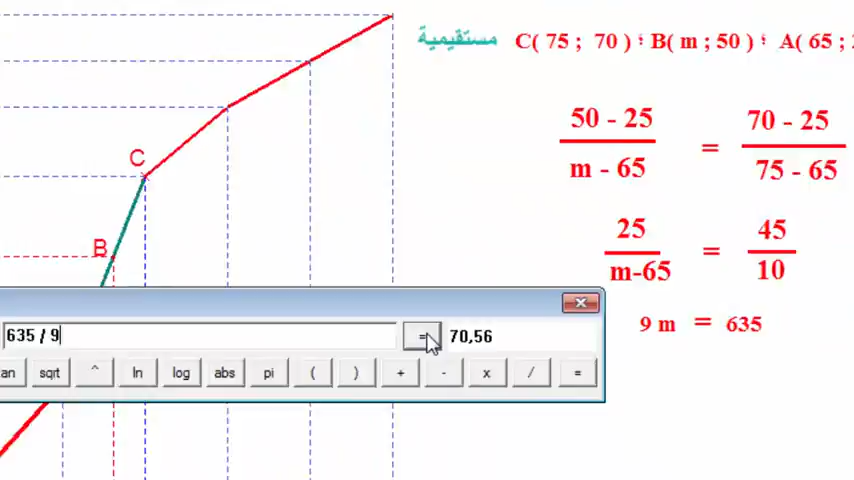 مستقيمية C( 75 ; 70 ) ؛ B( m ; 50 ) ؛ A( 65 ;
50 - 25
m - 65
=
70 - 25
75 - 65
25
m-65
=
45
10
9 m = 635
C
B
635 / 9
=
70,56
an sqrt ^ ln log abs pi ( ) + - x / =